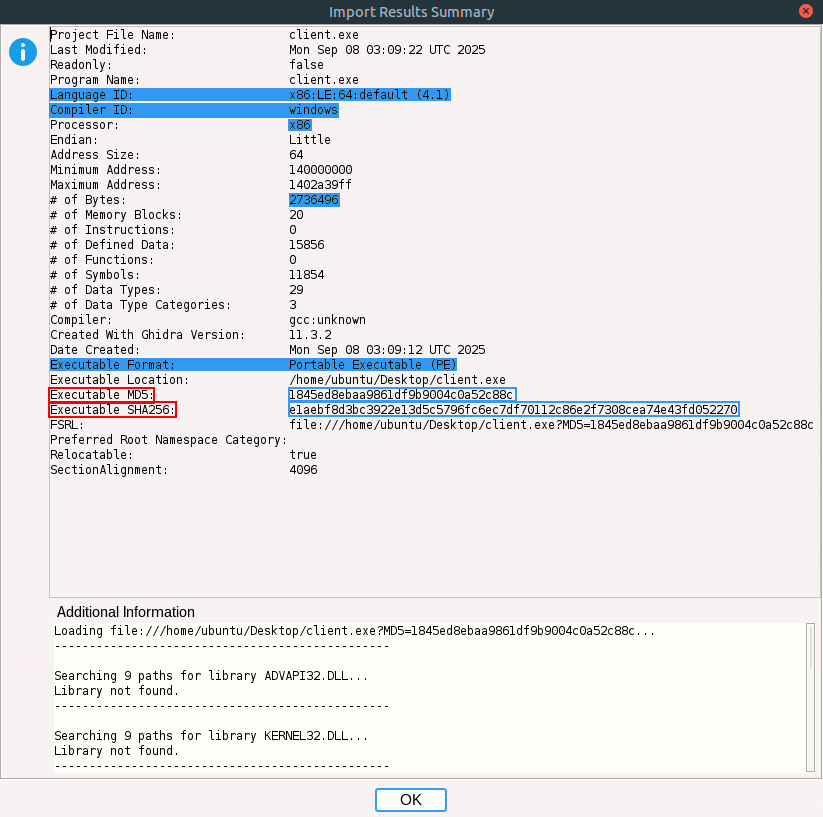 Import Results Summary
Project File Name: client.exe
Last Modified: Mon Sep 08 03:09:22 UTC 2025
Readonly: false
Program Name: client.exe
Language ID: x86:LE:64:default (4.1)
Compiler ID: windows
Processor: x86
Endian: Little
Address Size: 64
Minimum Address: 140000000
Maximum Address: 1402a39ff
# of Bytes: 2736496
# of Memory Blocks: 20
# of Instructions: 0
# of Defined Data: 15856
# of Functions: 0
# of Symbols: 11854
# of Data Types: 29
# of Data Type Categories: 3
Compiler: gcc:unknown
Created With Ghidra Version: 11.3.2
Date Created: Mon Sep 08 03:09:12 UTC 2025
Executable Format: Portable Executable (PE)
Executable Location: /home/ubuntu/Desktop/client.exe
Executable MD5: 1845ed8ebaa9861df9b9004c0a52c88c
Executable SHA256: e1aebf8d3bc3922e13d5c5796fc6ec7df70112c86e2f7308cea74e43fd052270
FSRL: file:///home/ubuntu/Desktop/client.exe?MD5=1845ed8ebaa9861df9b9004c0a52c88c
Preferred Root Namespace Category:
Relocatable: true
SectionAlignment: 4096
Additional Information
Loading file:///home/ubuntu/Desktop/client.exe?MD5=1845ed8ebaa9861df9b9004c0a52c88c...
------------------------------------------------
Searching 9 paths for library ADVAPI32.DLL...
Library not found.
------------------------------------------------
Searching 9 paths for library KERNEL32.DLL...
Library not found.
------------------------------------------------
OK